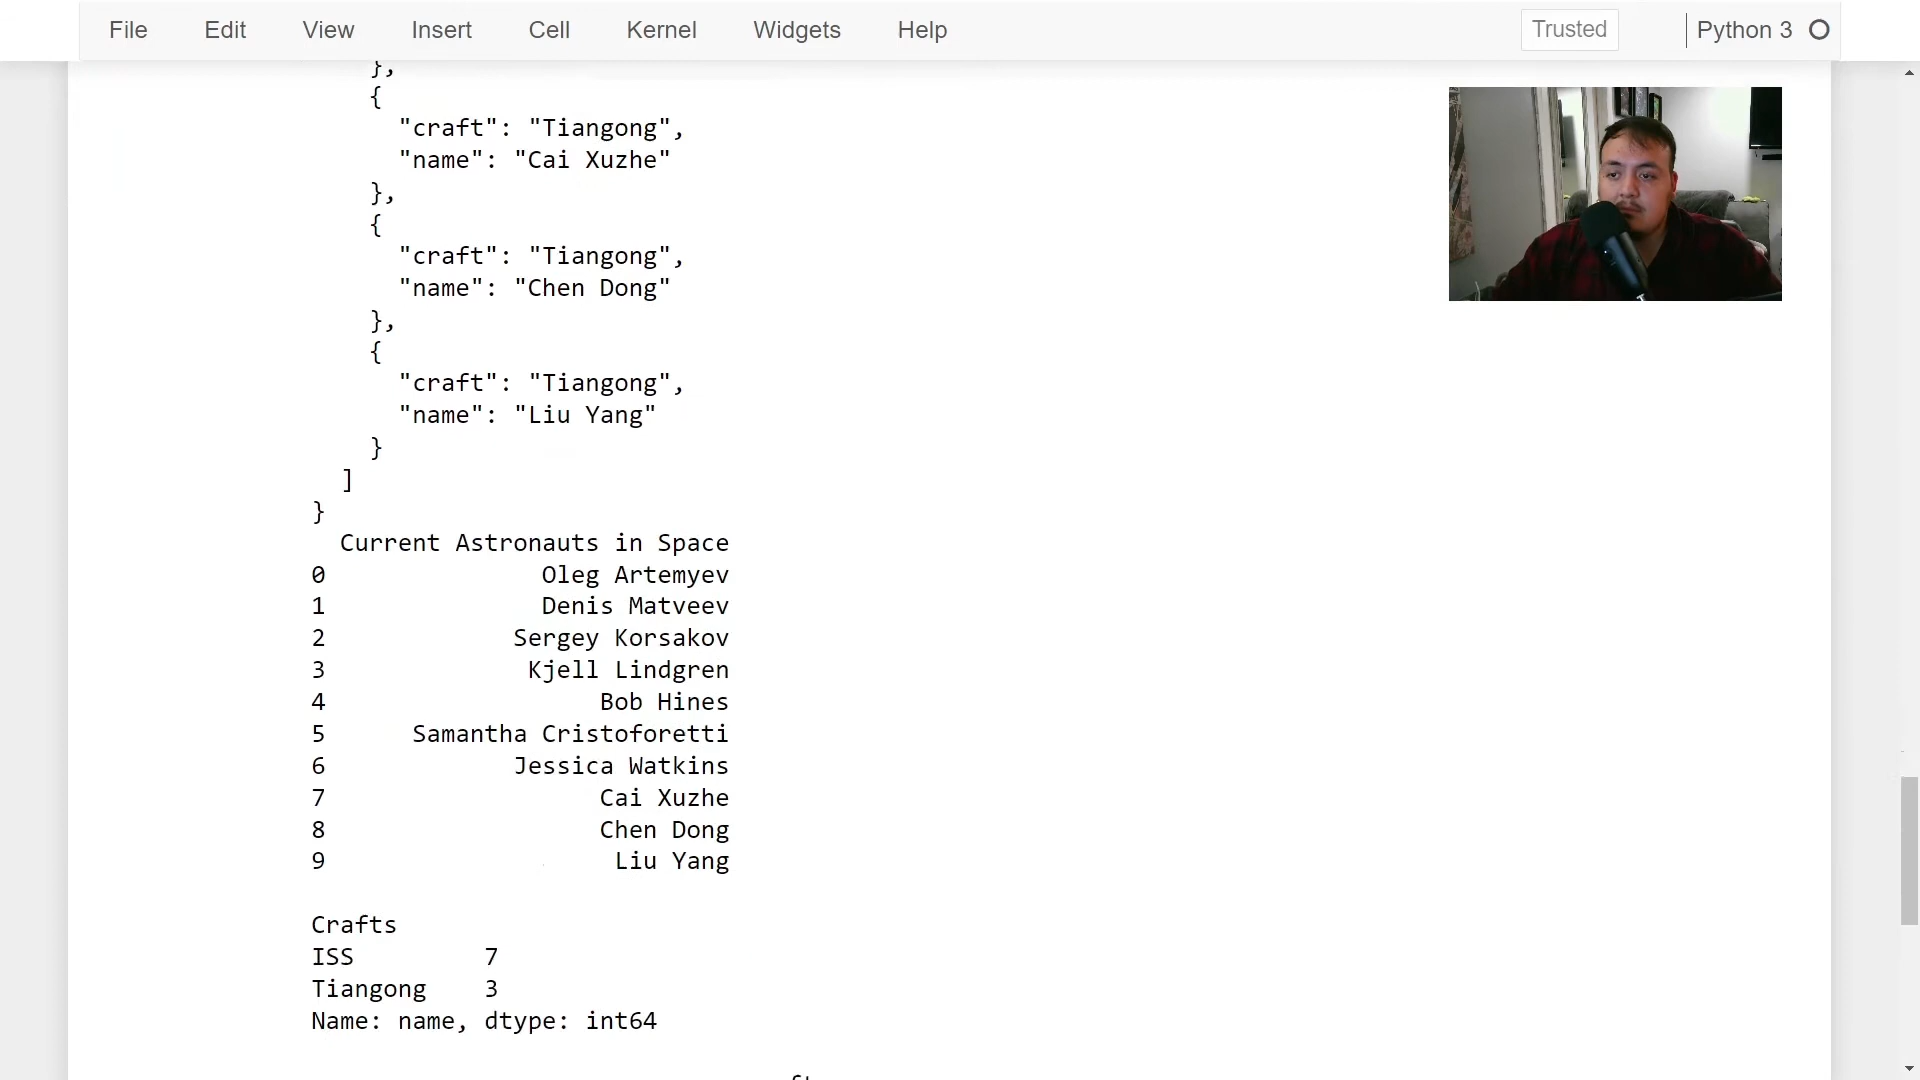 File Edit View Insert Cell Kernel Widgets Help Trusted Python 3
},
{
"craft": "Tiangong",
"name": "Cai Xuzhe"
},
{
"craft": "Tiangong",
"name": "Chen Dong"
},
{
"craft": "Tiangong",
"name": "Liu Yang"
}
]
}
Current Astronauts in Space
0 Oleg Artemyev
1 Denis Matveev
2 Sergey Korsakov
3 Kjell Lindgren
4 Bob Hines
5 Samantha Cristoforetti
6 Jessica Watkins
7 Cai Xuzhe
8 Chen Dong
9 Liu Yang
Crafts
ISS 7
Tiangong 3
Name: name, dtype: int64